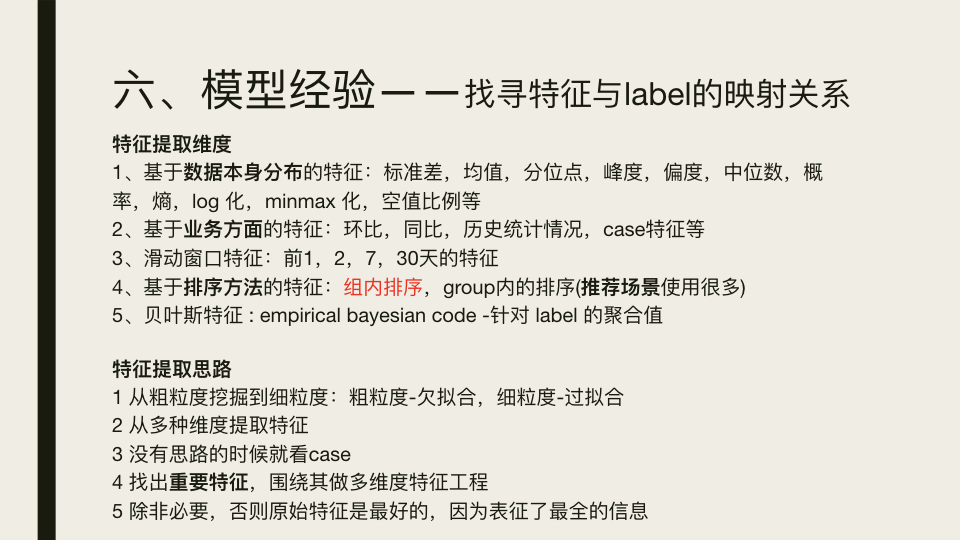 六、模型经验－－找寻特征与label的映射关系
特征提取维度
1、基于数据本身分布的特征：标准差，均值，分位点，峰度，偏度，中位数，概
率，熵，log 化，minmax 化，空值比例等
2、基于业务方面的特征：环比，同比，历史统计情况，case特征等
3、滑动窗口特征：前1，2，7，30天的特征
4、基于排序方法的特征：组内排序，group内的排序(推荐场景使用很多)
5、贝叶斯特征 : empirical bayesian code -针对 label 的聚合值
特征提取思路
1 从粗粒度挖掘到细粒度：粗粒度-欠拟合，细粒度-过拟合
2 从多种维度提取特征
3 没有思路的时候就看case
4 找出重要特征，围绕其做多维度特征工程
5 除非必要，否则原始特征是最好的，因为表征了最全的信息